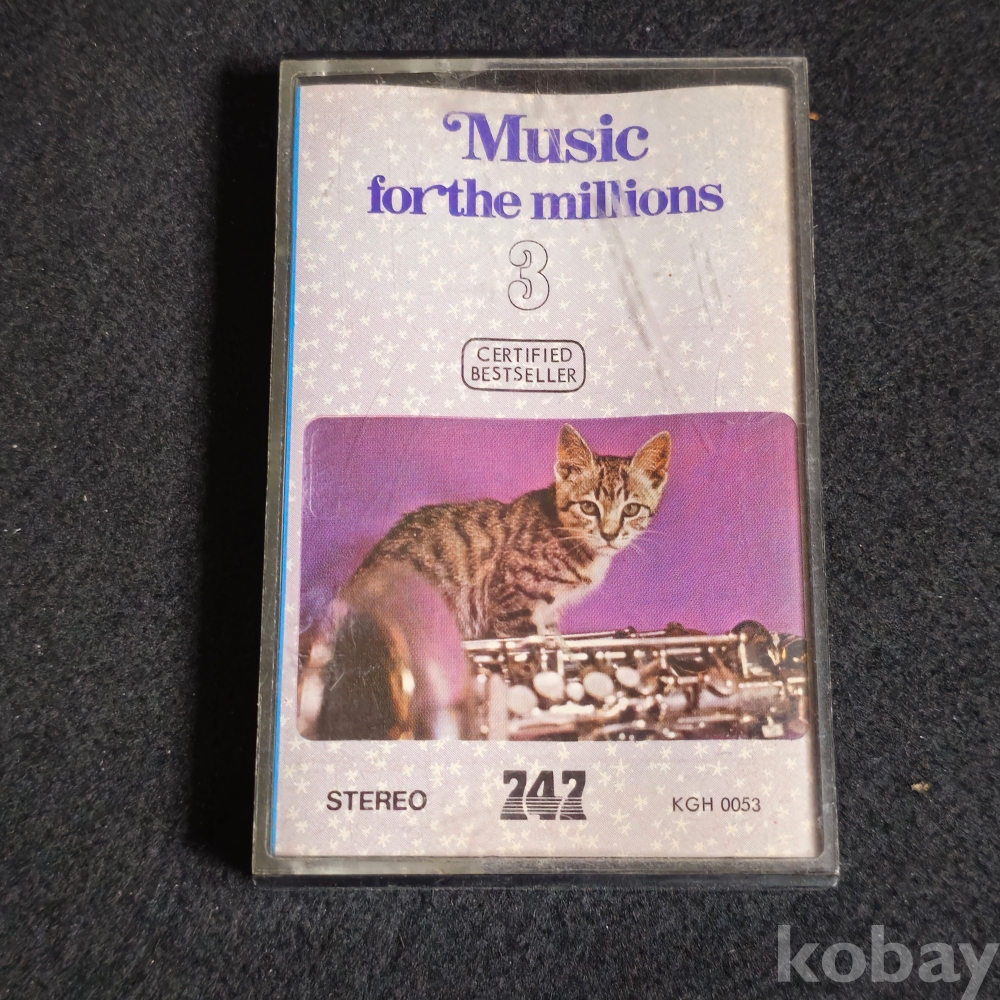 Music
for the millions
3
CERTIFIED
BESTSELLER
STEREO
747
KGH 0053
kobay